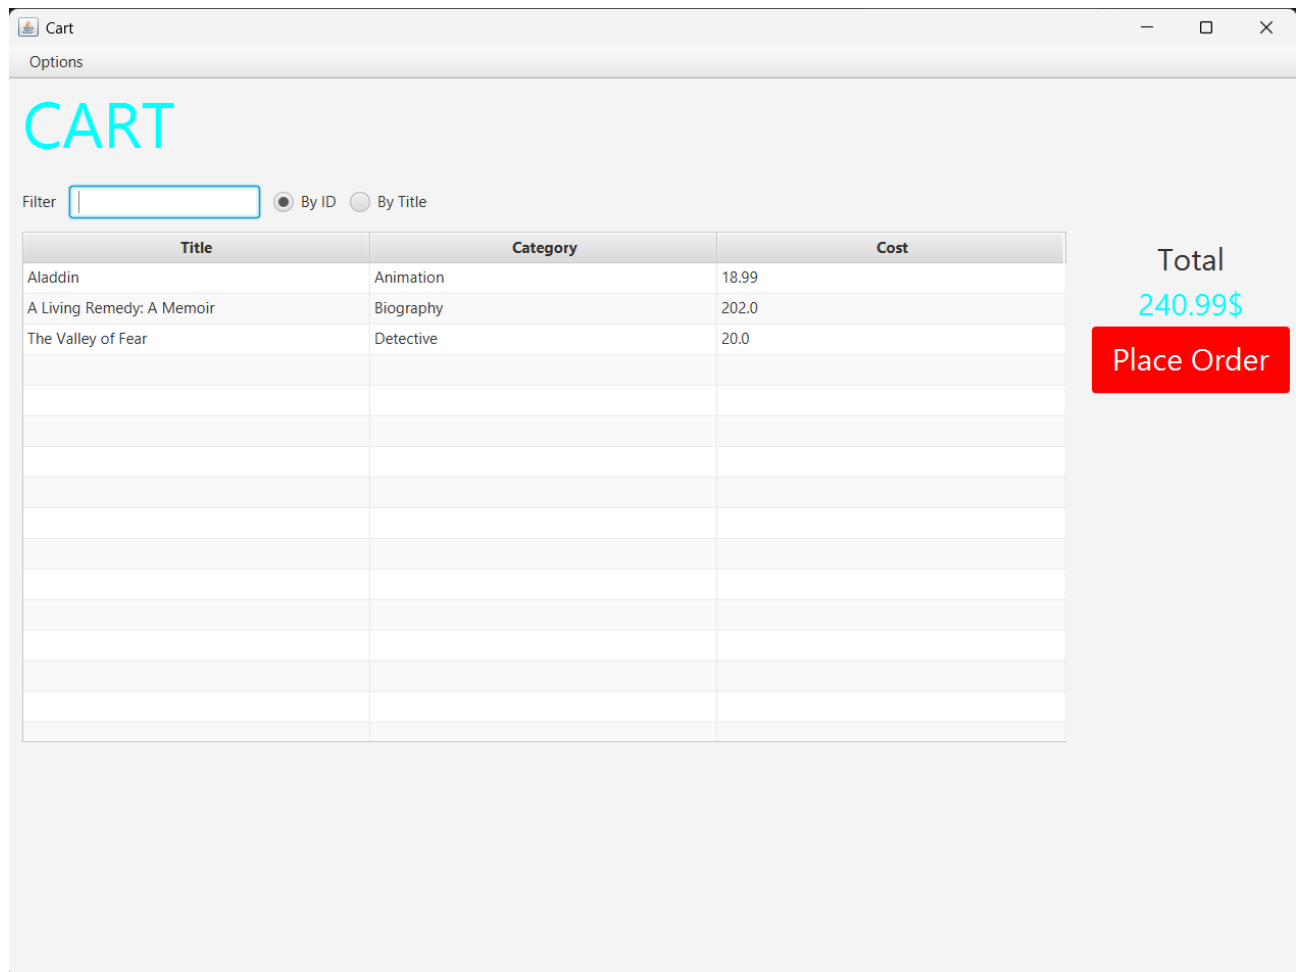 Cart
Options
CART
Filter By ID By Title
Title Category Cost
Aladdin Animation 18.99
A Living Remedy: A Memoir Biography 202.0
The Valley of Fear Detective 20.0
Total
240.99$
Place Order